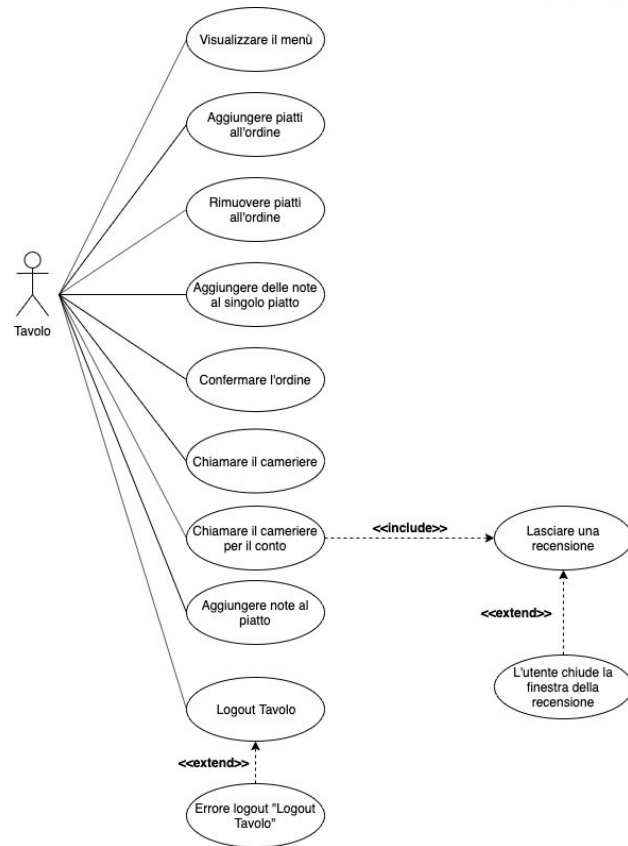 Visualizzare il menù
Aggiungere piatti
all'ordine
Rimuovere piatti
all'ordine
Tavolo
Aggiungere delle note
al singolo piatto
Confermare l'ordine
Chiamare il cameriere
Chiamare il cameriere
per il conto
<<include>>
Lasciare una
recensione
Aggiungere note al
piatto
<<extend>>
L'utente chiude la
finestra della
recensione
Logout Tavolo
<<extend>>
Errore logout "Logout
Tavolo"